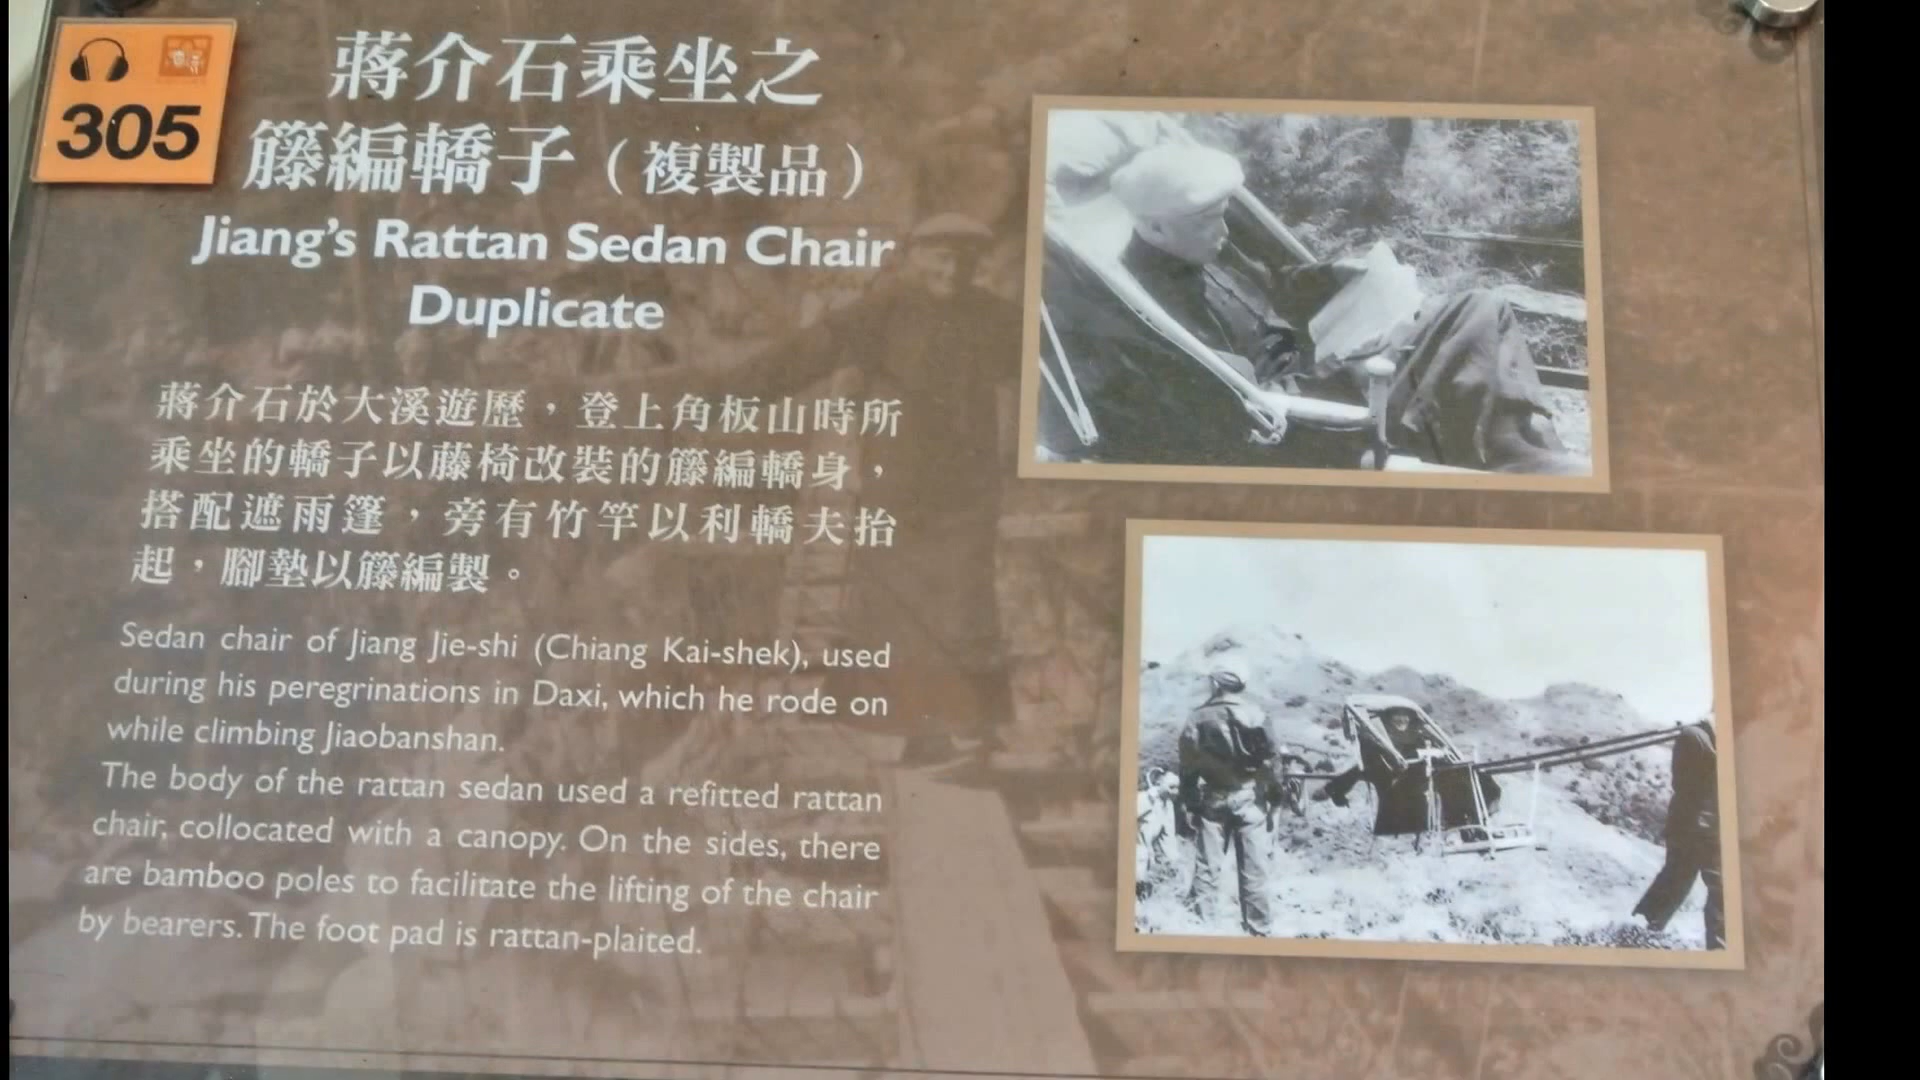 305
蔣介石乘坐之
籐編轎子（複製品）
Jiang's Rattan Sedan Chair
Duplicate
蔣介石於大溪遊歷，登上角板山時所
乘坐的轎子以藤椅改裝的籐編轎身，
搭配遮雨篷，旁有竹竿以利轎夫抬
起，腳墊以籐編製。
Sedan chair of Jiang Jie-shi (Chiang Kai-shek), used
during his peregrinations in Daxi, which he rode on
while climbing Jiaobanshan.
The body of the rattan sedan used a refitted rattan
chair, collocated with a canopy. On the sides, there
are bamboo poles to facilitate the lifting of the chair
by bearers. The foot pad is rattan-plaited.